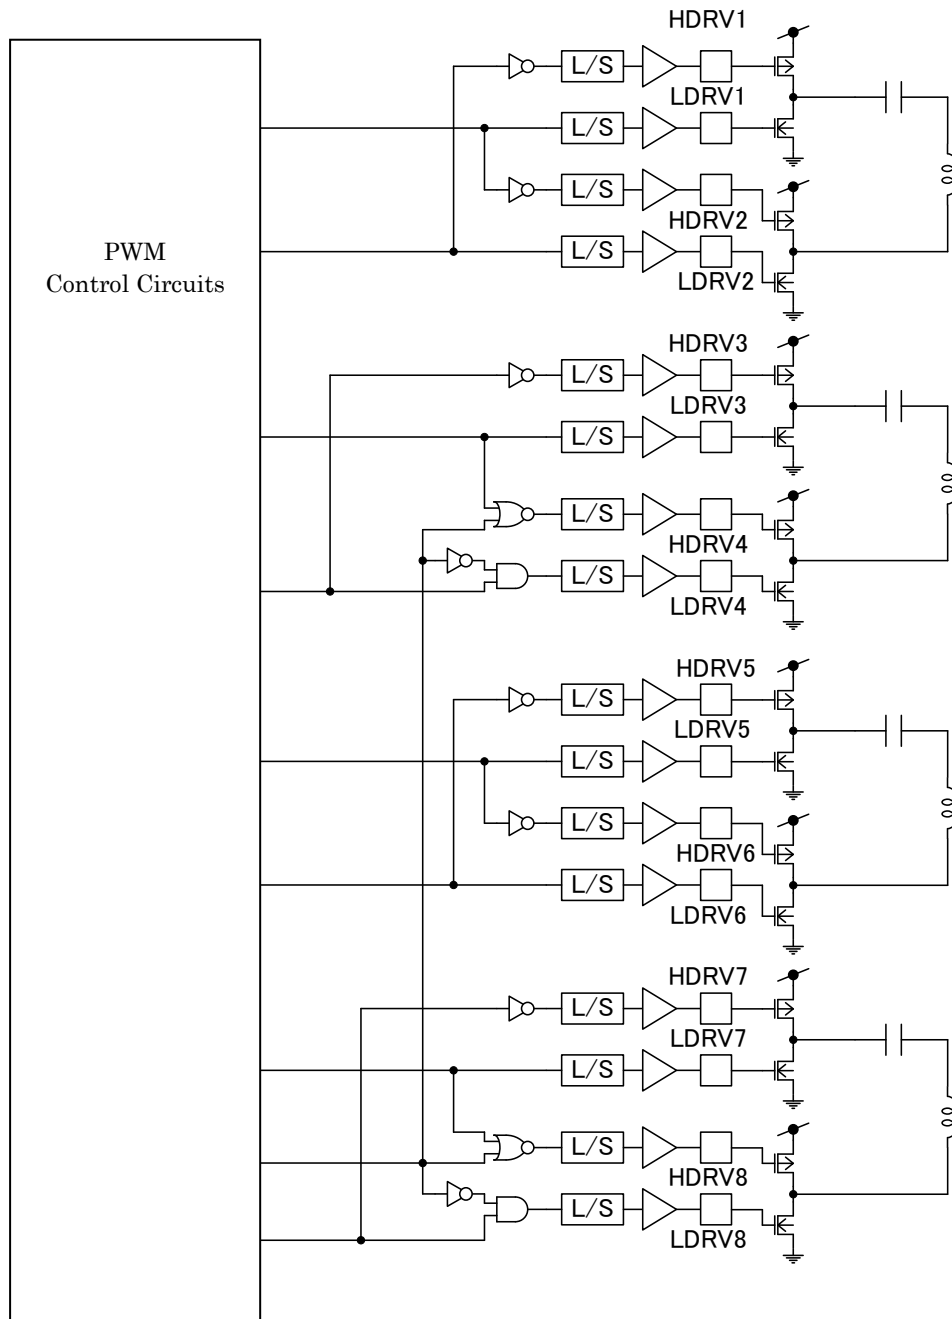 HDRV1
L/S
LDRV1
L/S
L/S
HDRV2
PWM
Control Circuits
L/S
LDRV2
HDRV3
L/S
LDRV3
L/S
L/S
HDRV4
L/S
LDRV4
HDRV5
L/S
LDRV5
L/S
L/S
HDRV6
L/S
LDRV6
HDRV7
L/S
LDRV7
L/S
L/S
HDRV8
L/S
LDRV8